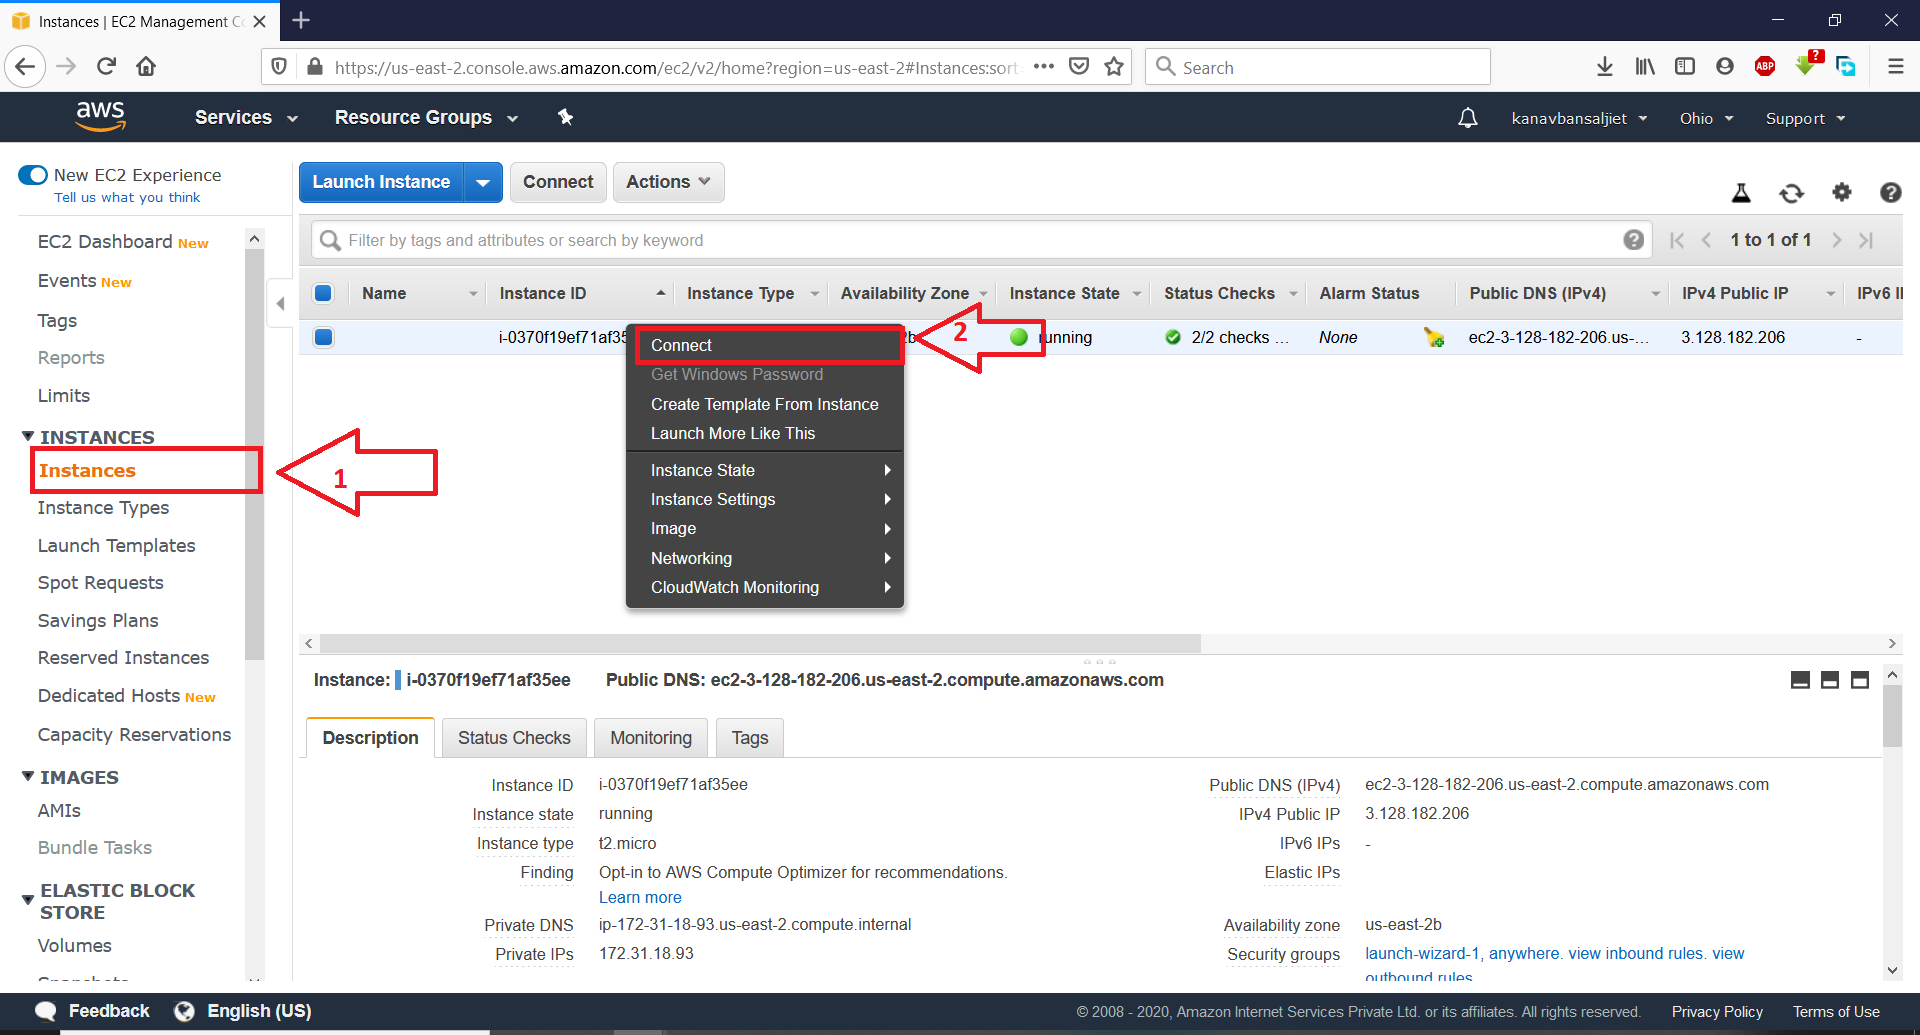 Instances | EC2 Management Co
https://us-east-2.console.aws.amazon.com/ec2/v2/home?region=us-east-2#Instances:sort
Search
ABP
?
aws
Services
Resource Groups
kanavbansaljiet
Ohio
Support
New EC2 Experience
Tell us what you think
Launch Instance
Connect
Actions
EC2 Dashboard New
Events New
Tags
Reports
Limits
INSTANCES
Instances
Instance Types
Launch Templates
Spot Requests
Savings Plans
Reserved Instances
Dedicated Hosts New
Capacity Reservations
IMAGES
AMIs
Bundle Tasks
ELASTIC BLOCK
STORE
Volumes
Snapshots
1
Filter by tags and attributes or search by keyword
?
1 to 1 of 1
Name
Instance ID
Instance Type
Availability Zone
Instance State
Status Checks
Alarm Status
Public DNS (IPv4)
IPv4 Public IP
IPv6 I
i-0370f19ef71af35
2b
2
running
2/2 checks ...
None
ec2-3-128-182-206.us-...
3.128.182.206
-
Connect
Get Windows Password
Create Template From Instance
Launch More Like This
Instance State
Instance Settings
Image
Networking
CloudWatch Monitoring
Instance: i-0370f19ef71af35ee
Public DNS: ec2-3-128-182-206.us-east-2.compute.amazonaws.com
Description
Status Checks
Monitoring
Tags
Instance ID i-0370f19ef71af35ee
Instance state running
Instance type t2.micro
Finding Opt-in to AWS Compute Optimizer for recommendations.
Learn more
Private DNS ip-172-31-18-93.us-east-2.compute.internal
Private IPs 172.31.18.93
Public DNS (IPv4) ec2-3-128-182-206.us-east-2.compute.amazonaws.com
IPv4 Public IP 3.128.182.206
IPv6 IPs -
Elastic IPs
Availability zone us-east-2b
Security groups launch-wizard-1, anywhere. view inbound rules. view
outbound rules
Feedback
English (US)
© 2008 - 2020, Amazon Internet Services Private Ltd. or its affiliates. All rights reserved.
Privacy Policy
Terms of Use